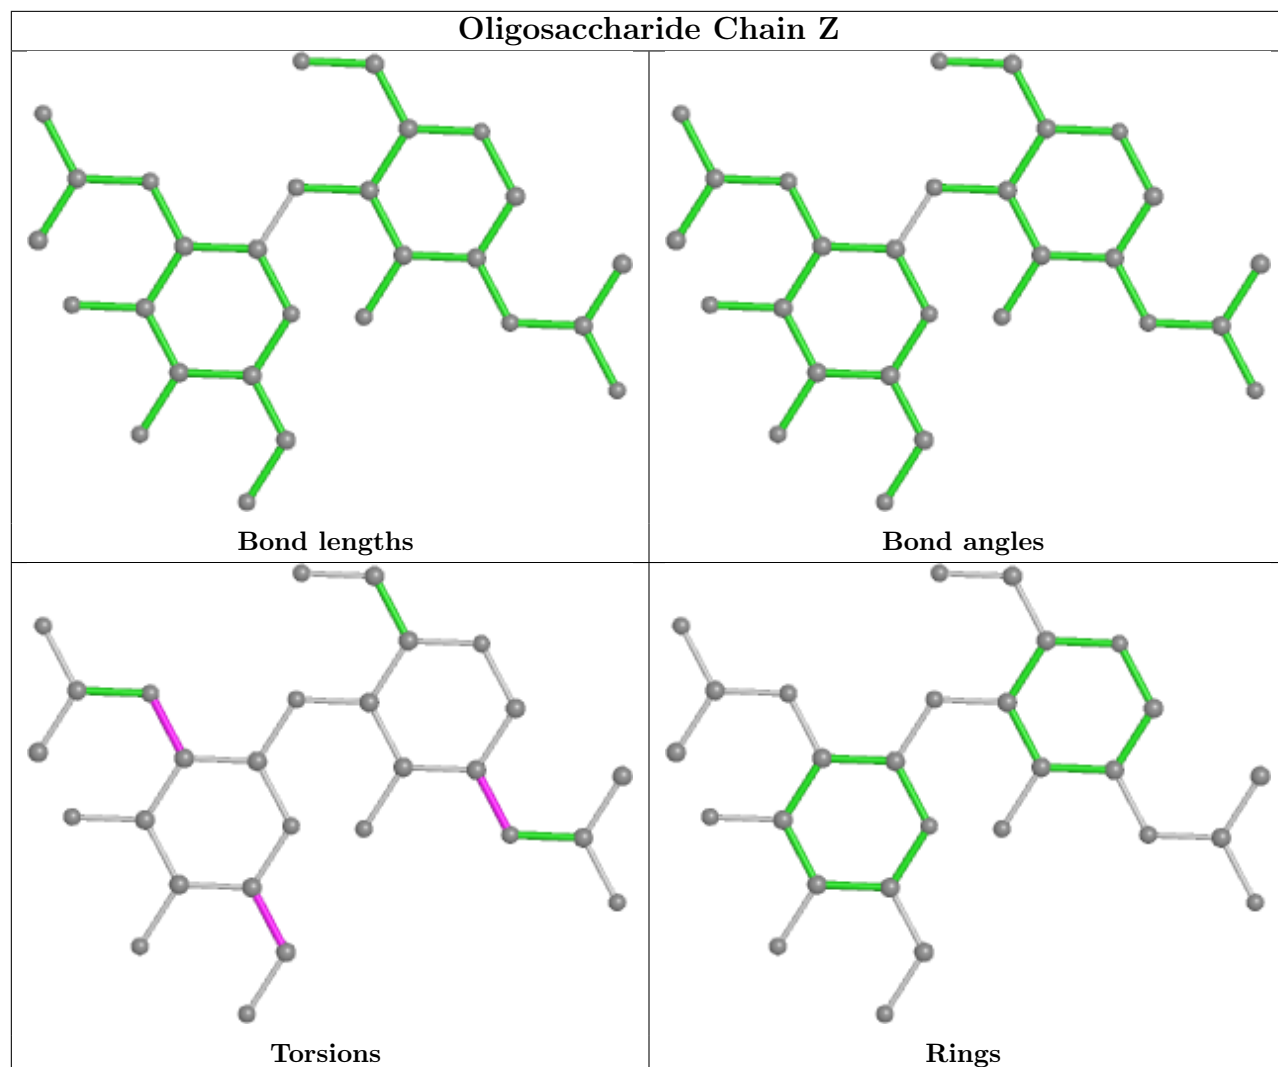 Oligosaccharide Chain Z
Bond lengths
Bond angles
Torsions
Rings